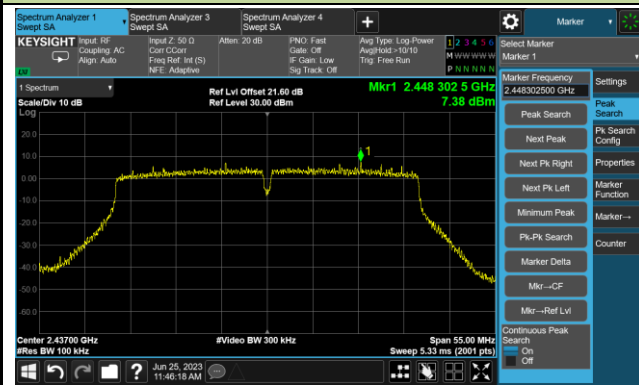 Spectrum Analyzer 1
Swept SA
Spectrum Analyzer 3
Swept SA
Spectrum Analyzer 4
Swept SA
Marker
KEYSIGHT
Input: RF
Coupling: AC
Align: Auto
Input Z: 50 Ω
Corr CCorr
Freq Ref: Int (S)
NFE: Adaptive
Atten: 20 dB
PNO: Fast
Gate: Off
IF Gain: Low
Sig Track: Off
Avg Type: Log-Power
Avg|Hold:>10/10
Trig: Free Run
1 2 3 4 5 6
M W W W W W
P N N N N N
Select Marker
Marker 1
1 Spectrum
Scale/Div 10 dB
Log
Ref Lvl Offset 21.60 dB
Ref Level 30.00 dBm
Mkr1 2.448 302 5 GHz
7.38 dBm
20.0
10.0
0.00
-10.0
-20.0
-30.0
-40.0
-50.0
-60.0
1
Center 2.43700 GHz
#Res BW 100 kHz
#Video BW 300 kHz
Span 55.00 MHz
Sweep 5.33 ms (2001 pts)
Marker Frequency
2.448302500 GHz
Peak Search
Next Peak
Next Pk Right
Next Pk Left
Minimum Peak
Pk-Pk Search
Marker Delta
Mkr→CF
Mkr→Ref Lvl
Continuous Peak
Search
On
Off
Settings
Peak
Search
Pk Search
Config
Properties
Marker
Function
Marker→
Counter
?
Jun 25, 2023
11:46:18 AM